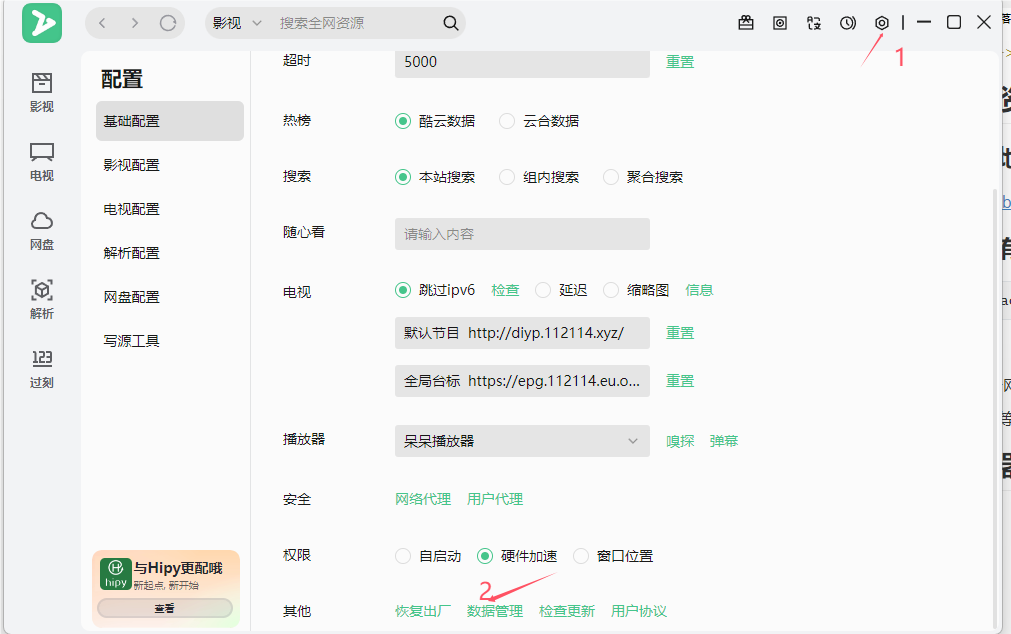 影视 搜索全网资源
1
影视
电视
网盘
解析
123
过刻
配置
基础配置
影视配置
电视配置
解析配置
网盘配置
写源工具
hipy
与Hipy更配哦
新起点, 新开始
查看
超时 5000 重置
热榜 酷云数据 云合数据
搜索 本站搜索 组内搜索 聚合搜索
随心看 请输入内容
电视 跳过ipv6 检查 延迟 缩略图 信息
默认节目 http://diyp.112114.xyz/ 重置
全局台标 https://epg.112114.eu.o... 重置
播放器 呆呆播放器 嗅探 弹幕
安全 网络代理 用户代理
权限 自启动 硬件加速 窗口位置
2
其他 恢复出厂 数据管理 检查更新 用户协议